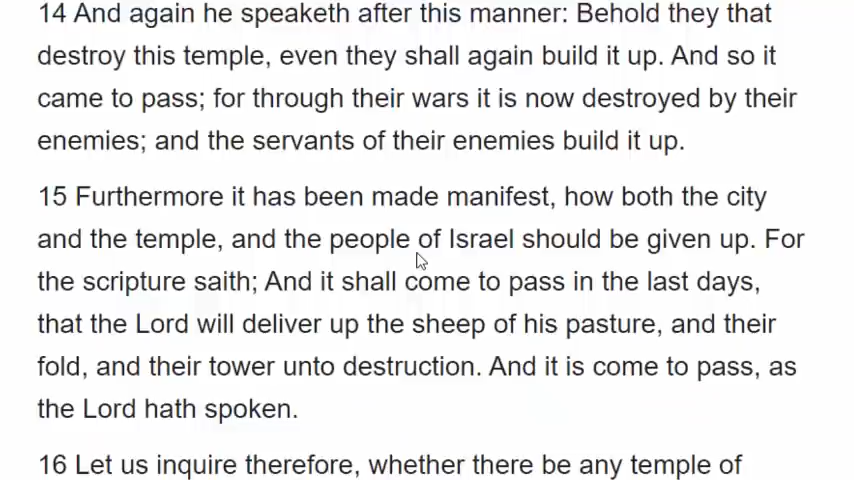 14 And again he speaketh after this manner: Behold they that
destroy this temple, even they shall again build it up. And so it
came to pass; for through their wars it is now destroyed by their
enemies; and the servants of their enemies build it up.
15 Furthermore it has been made manifest, how both the city
and the temple, and the people of Israel should be given up. For
the scripture saith; And it shall come to pass in the last days,
that the Lord will deliver up the sheep of his pasture, and their
fold, and their tower unto destruction. And it is come to pass, as
the Lord hath spoken.
16 Let us inquire therefore, whether there be any temple of